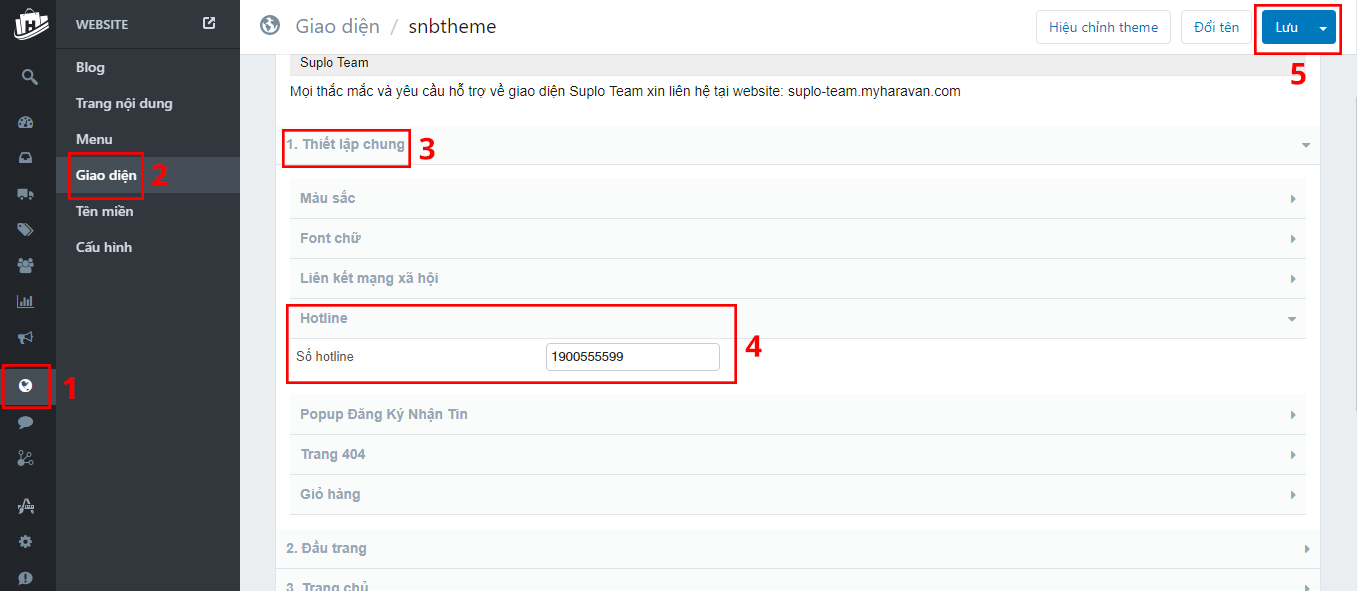 WEBSITE
Blog
Trang nội dung
Menu
Giao diện
2
Tên miền
Cấu hình
1
Giao diện / snbtheme
Hiệu chỉnh theme
Đổi tên
Lưu
5
Suplo Team
Mọi thắc mắc và yêu cầu hỗ trợ về giao diện Suplo Team xin liên hệ tại website: suplo-team.myharavan.com
1. Thiết lập chung
3
Màu sắc
Font chữ
Liên kết mạng xã hội
Hotline
Số hotline
1900555599
4
Popup Đăng Ký Nhận Tin
Trang 404
Giỏ hàng
2. Đầu trang
3. Trang chủ